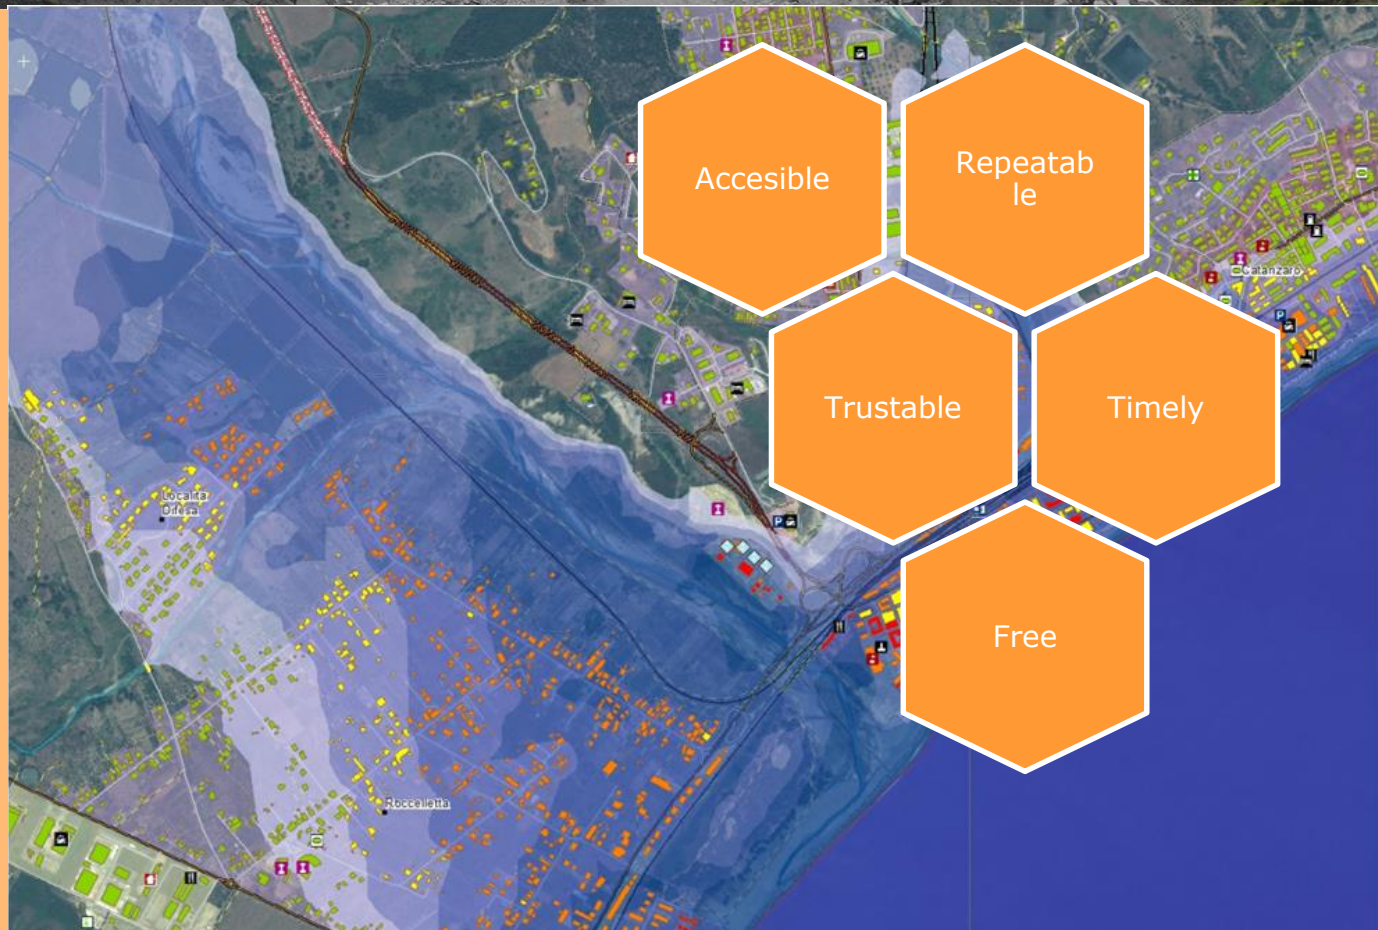 Accesible
Repeatab
le
Catanzaro
Trustable
Timely
Località
Difesa
Free
Roccelletta